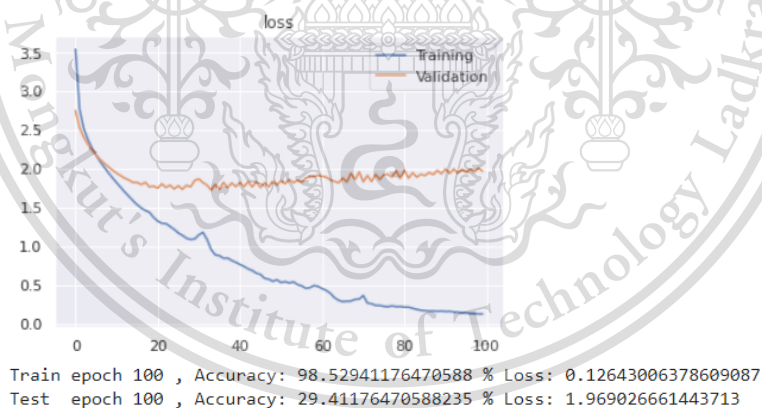 loss
Training
Validation
3.5
3.0
2.5
2.0
1.5
1.0
0.5
0.0
0 20 40 60 80 100
King Mongkut's Institute of Technology Ladkra
Train epoch 100 , Accuracy: 98.52941176470588 % Loss: 0.12643006378609087
Test epoch 100 , Accuracy: 29.41176470588235 % Loss: 1.969026661443713